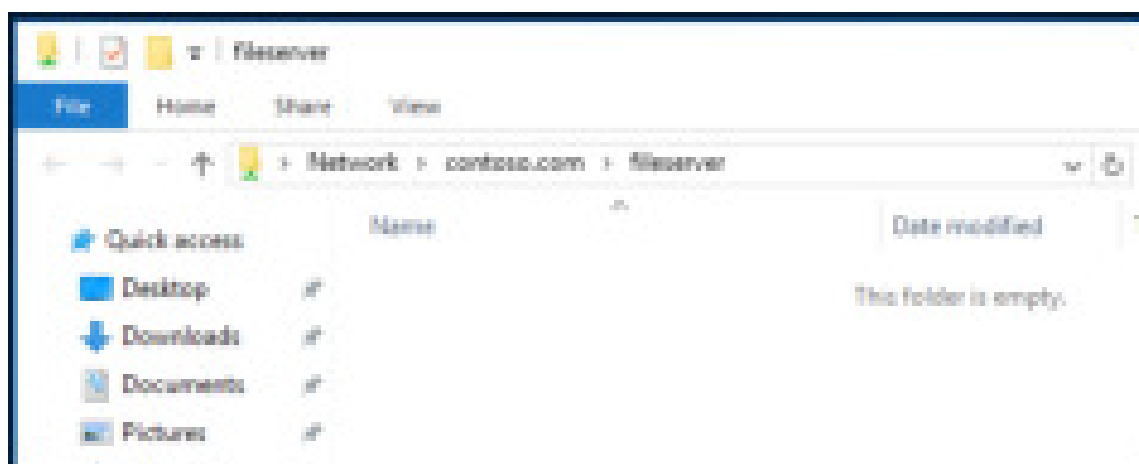 fileserver
File Home Share View
Network > contoso.com > fileserver
Name Date modified
Quick access
This folder is empty.
Desktop
Downloads
Documents
Pictures